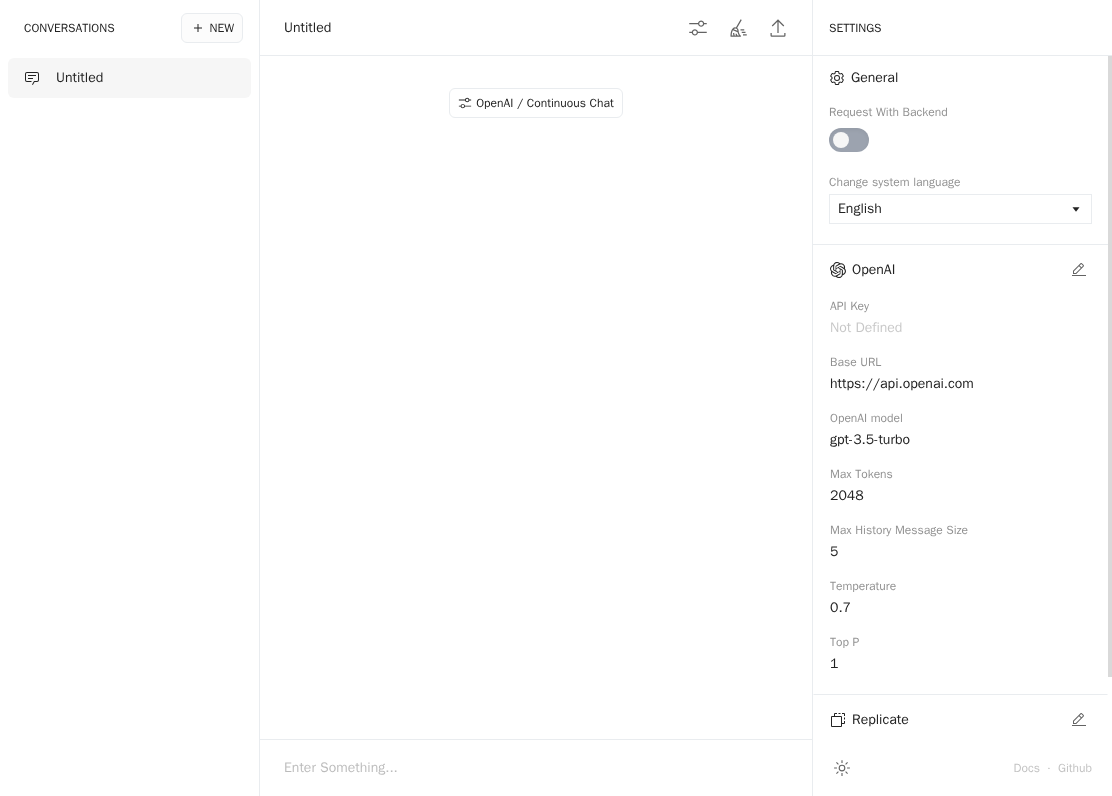 CONVERSATIONS
NEW
Untitled
Untitled
OpenAI / Continuous Chat
Enter Something...
SETTINGS
General
Request With Backend
Change system language
English
OpenAI
API Key
Not Defined
Base URL
https://api.openai.com
OpenAI model
gpt-3.5-turbo
Max Tokens
2048
Max History Message Size
5
Temperature
0.7
Top P
1
Replicate
Docs · Github